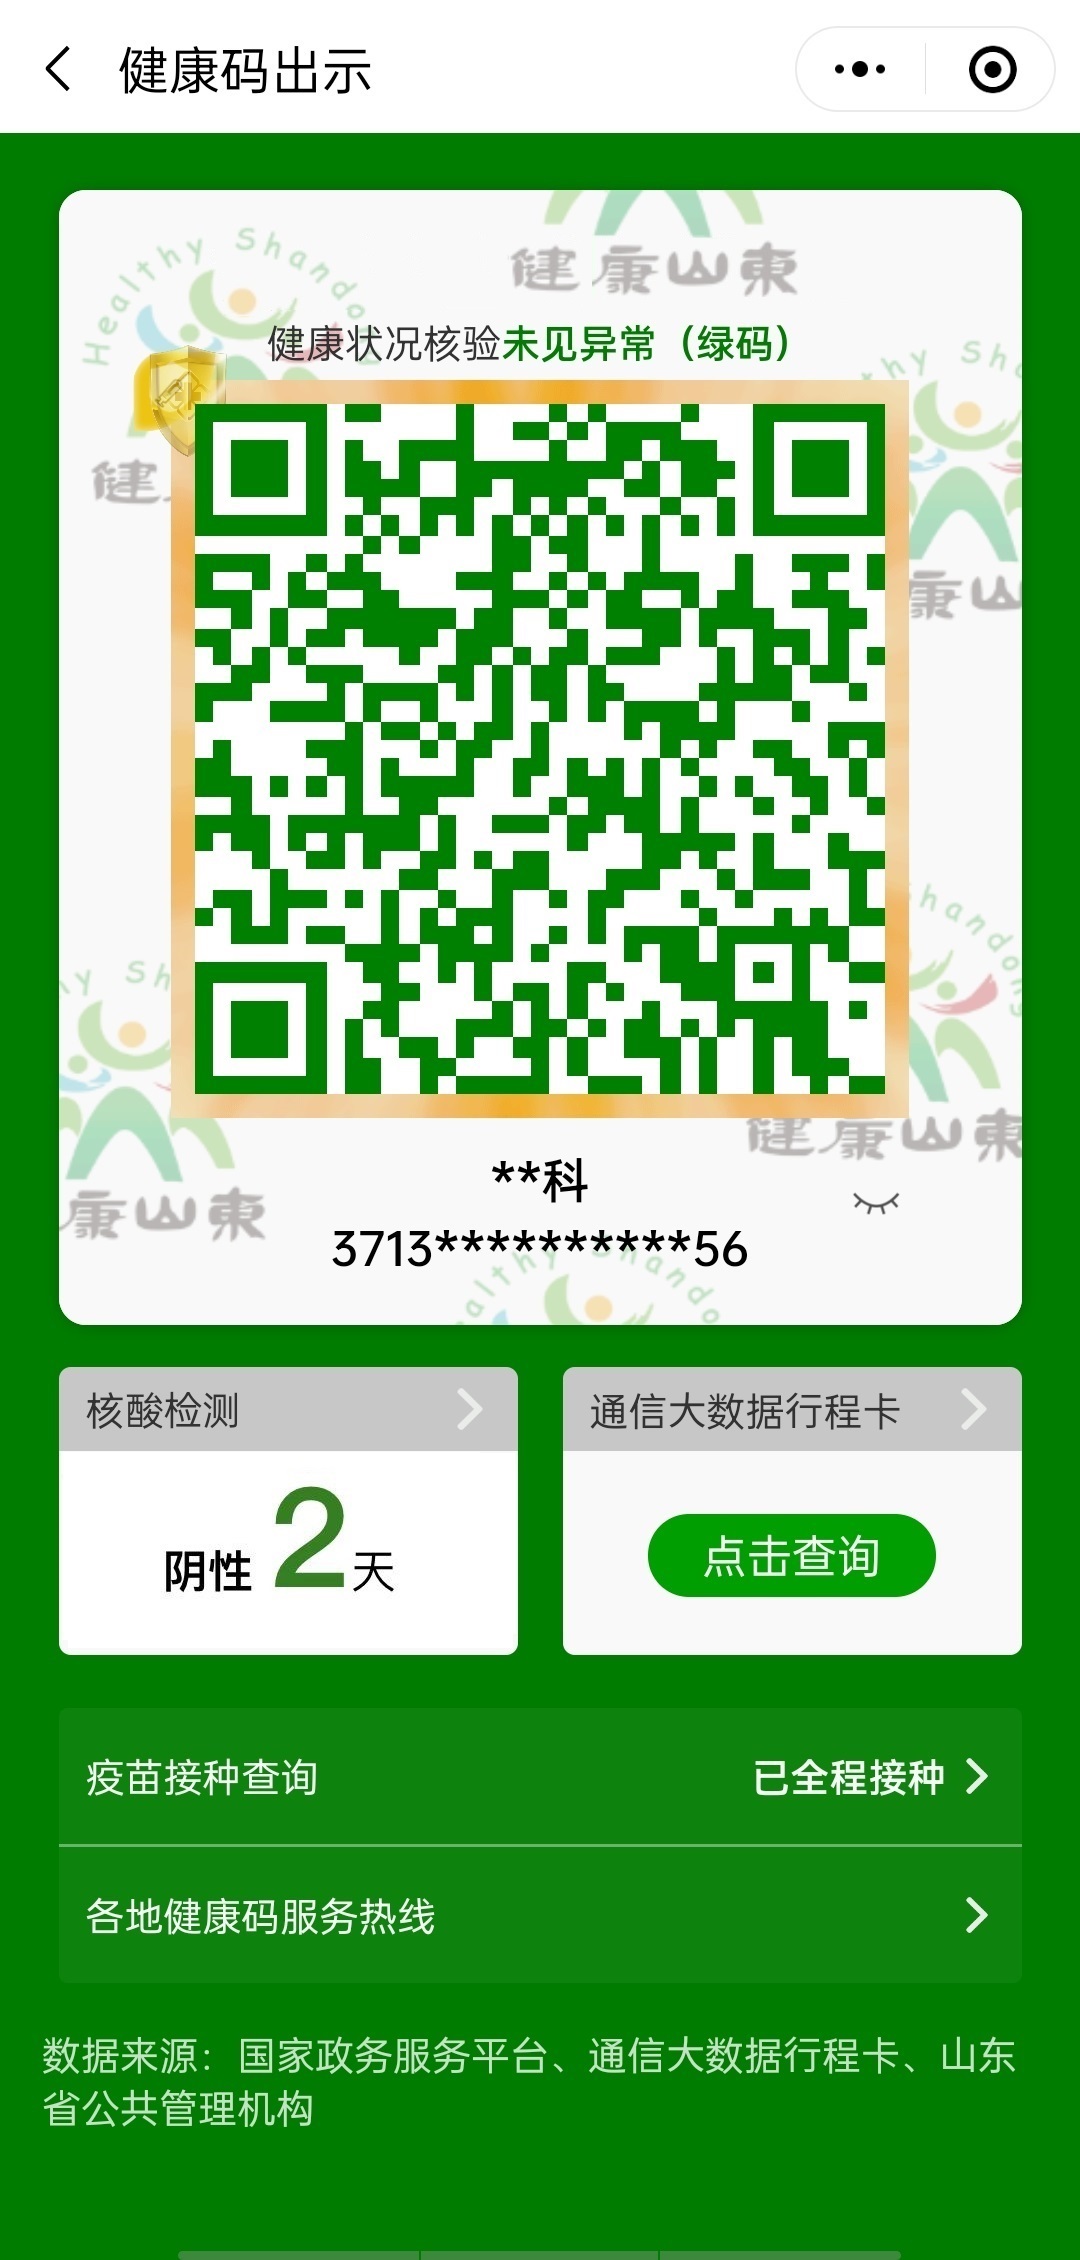 健康码出示
Healthy Shandong
健康山东
健康状况核验未见异常（绿码）
**科
3713**********56
核酸检测
通信大数据行程卡
阴性 2天
点击查询
疫苗接种查询
已全程接种
各地健康码服务热线
数据来源：国家政务服务平台、通信大数据行程卡、山东
省公共管理机构